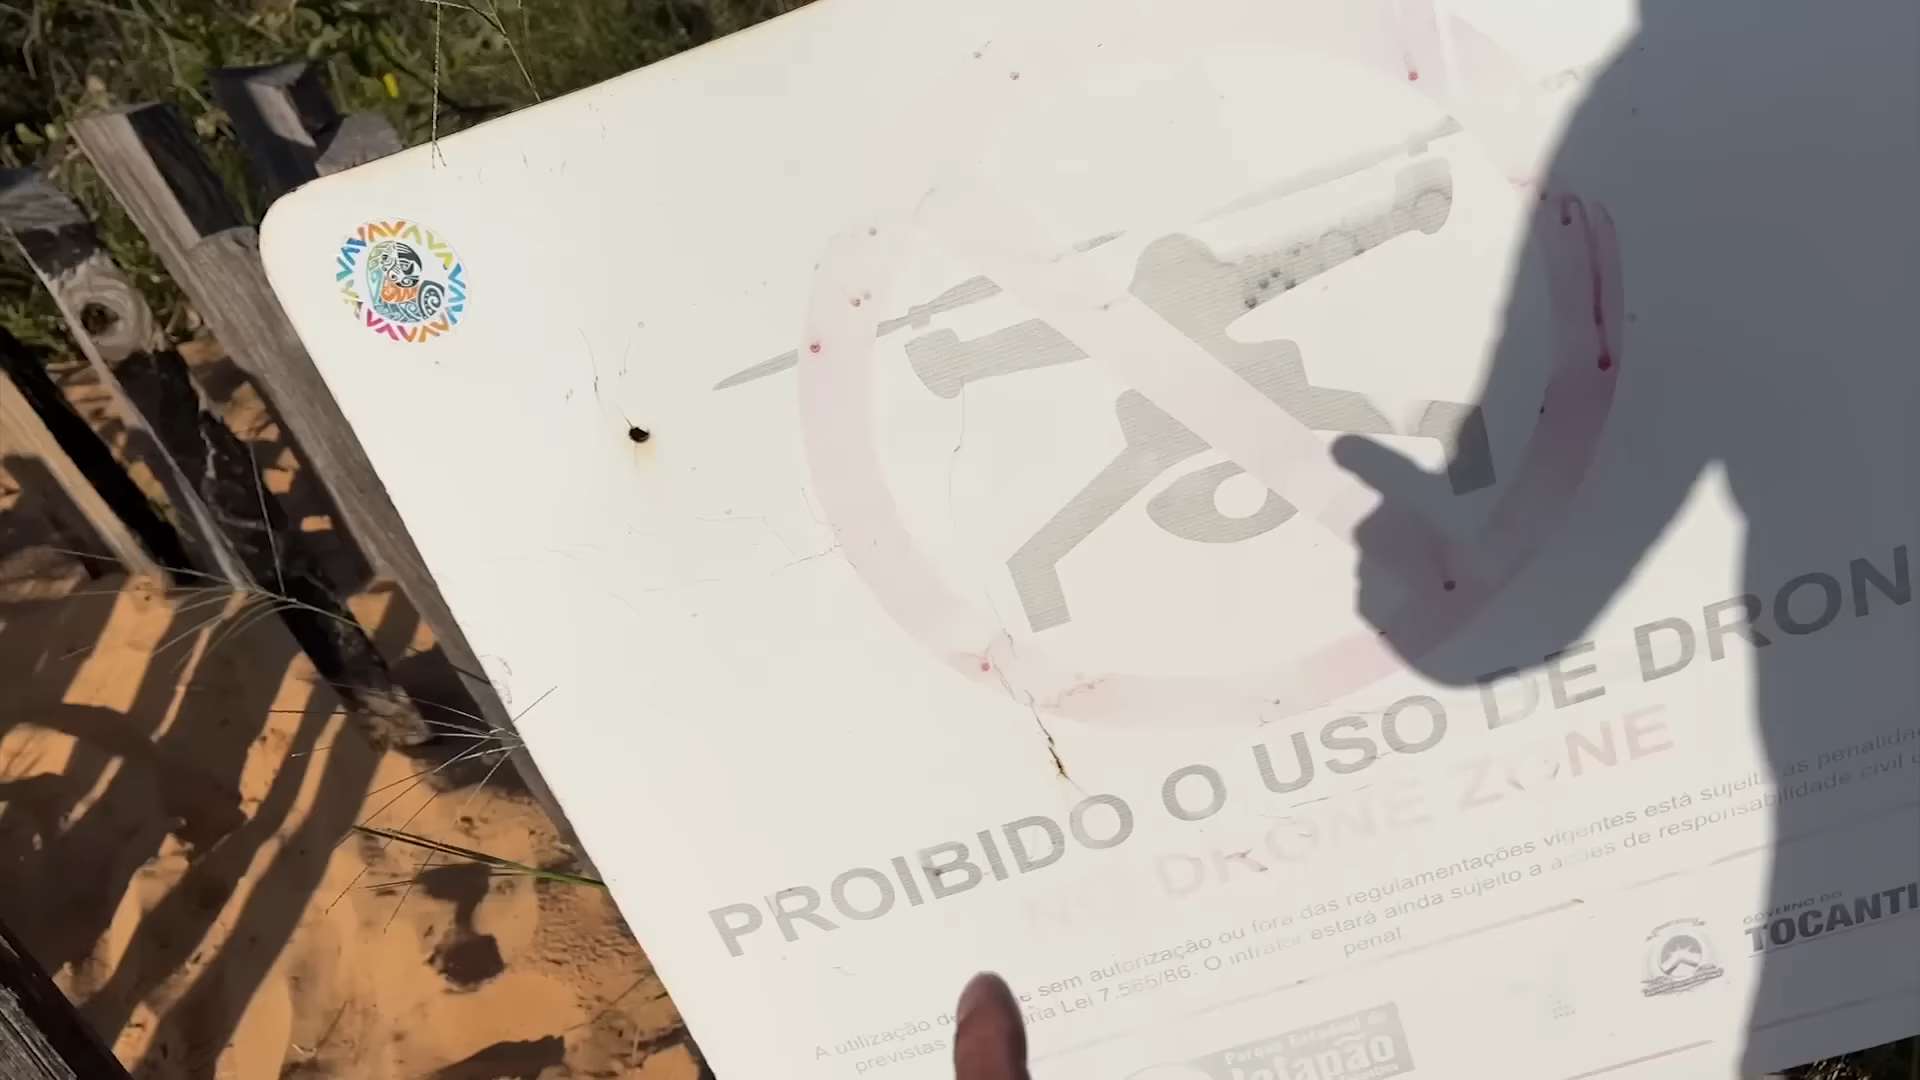 PROIBIDO O USO DE DRON
NO DRONE ZONE
A utilização de sem autorização ou fora das regulamentações vigentes está sujeit às penalidad
previstas Lei 7.565/86. O infrator estará ainda sujeito a ações de responsabilidade civil
penal.
GOVERNO DO
TOCANTI
Parque Estadual do
Jalapão